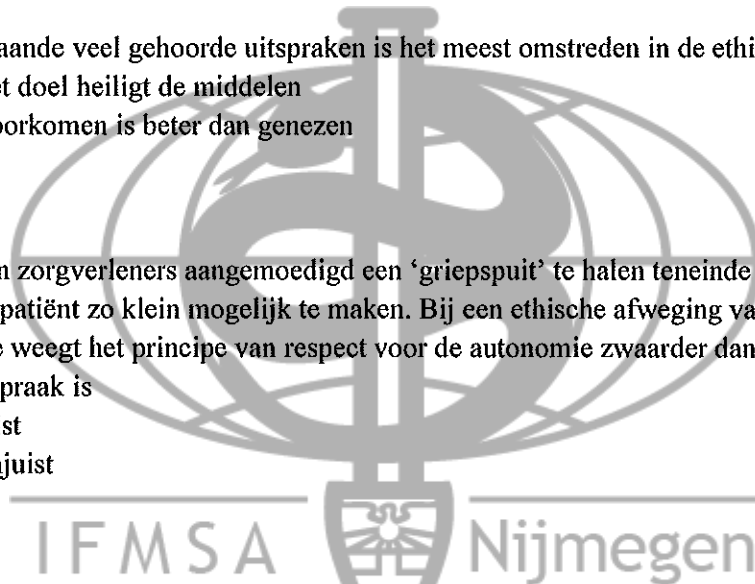 aande veel gehoorde uitspraken is het meest omstreden in de ethi
t doel heiligt de middelen
oorkomen is beter dan genezen
n zorgverleners aangemoedigd een ‘griepspuit’ te halen teneinde
patiënt zo klein mogelijk te maken. Bij een ethische afweging va
e weegt het principe van respect voor de autonomie zwaarder dan
praak is
st
juist
IFMSA Nijmegen